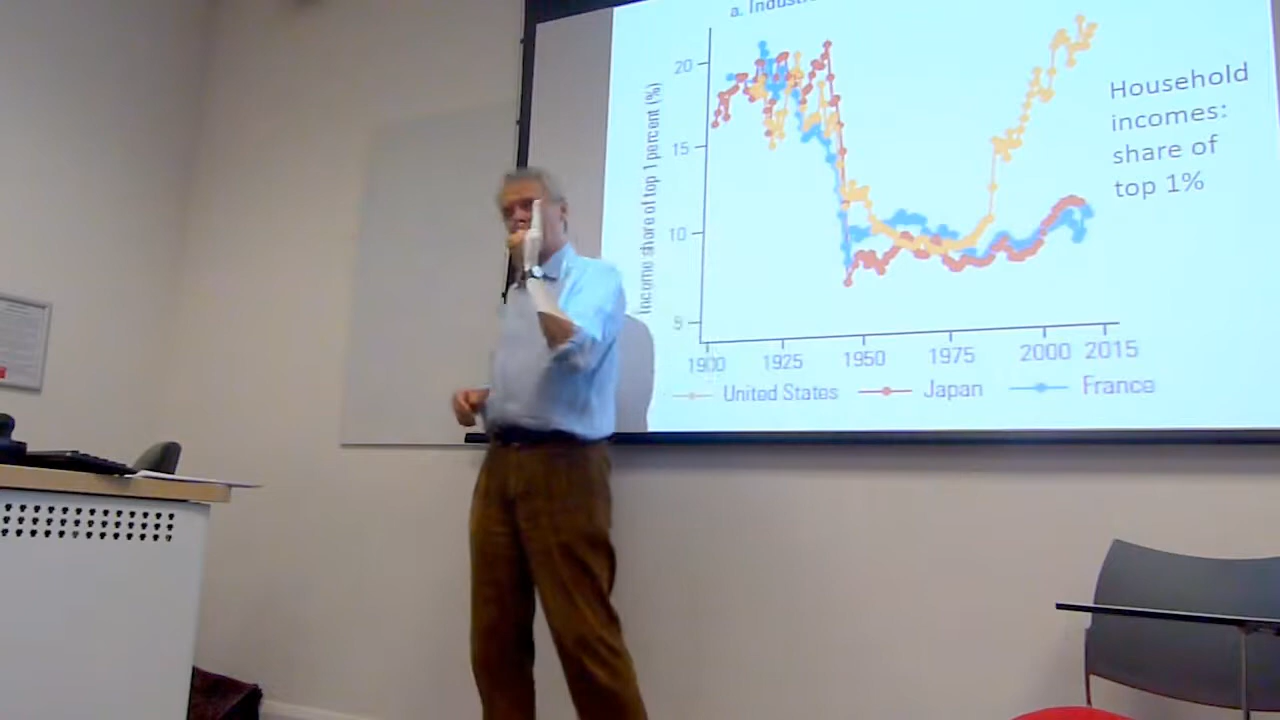 a. Industri
Income share of top 1 percent (%)
20
15
10
5
1900 1925 1950 1975 2000 2015
United States Japan France
Household
incomes:
share of
top 1%